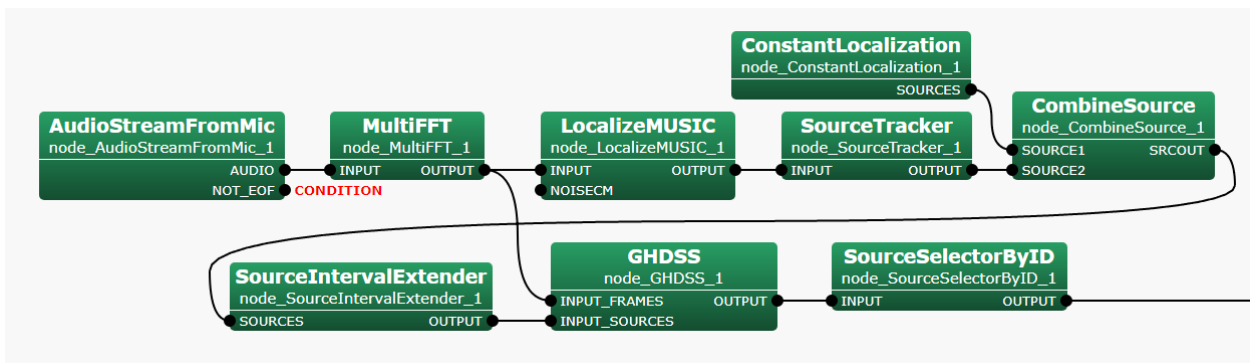 ConstantLocalization
node_ConstantLocalization_1
SOURCES
AudioStreamFromMic
node_AudioStreamFromMic_1
AUDIO
NOT_EOF CONDITION
MultiFFT
node_MultiFFT_1
INPUT OUTPUT
LocalizeMUSIC
node_LocalizeMUSIC_1
INPUT OUTPUT
NOISECM
SourceTracker
node_SourceTracker_1
INPUT OUTPUT
CombineSource
node_CombineSource_1
SOURCE1 SRCOUT
SOURCE2
SourceIntervalExtender
node_SourceIntervalExtender_1
SOURCES OUTPUT
GHDSS
node_GHDSS_1
INPUT_FRAMES OUTPUT
INPUT_SOURCES
SourceSelectorByID
node_SourceSelectorByID_1
INPUT OUTPUT